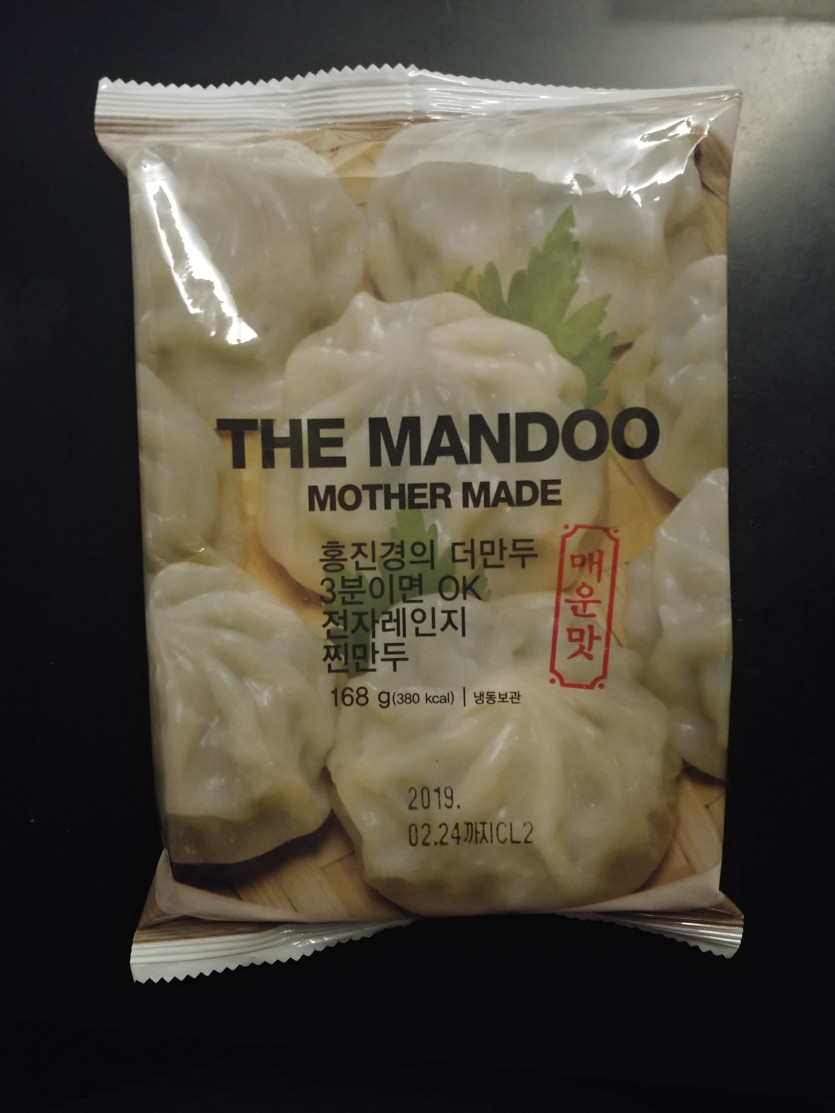 THE MANDOO
MOTHER MADE
홍진경의 더만두
3분이면 OK
전자레인지
찐만두
매운맛
168 g(380 kcal) | 냉동보관
2019.
02.24까지CL2